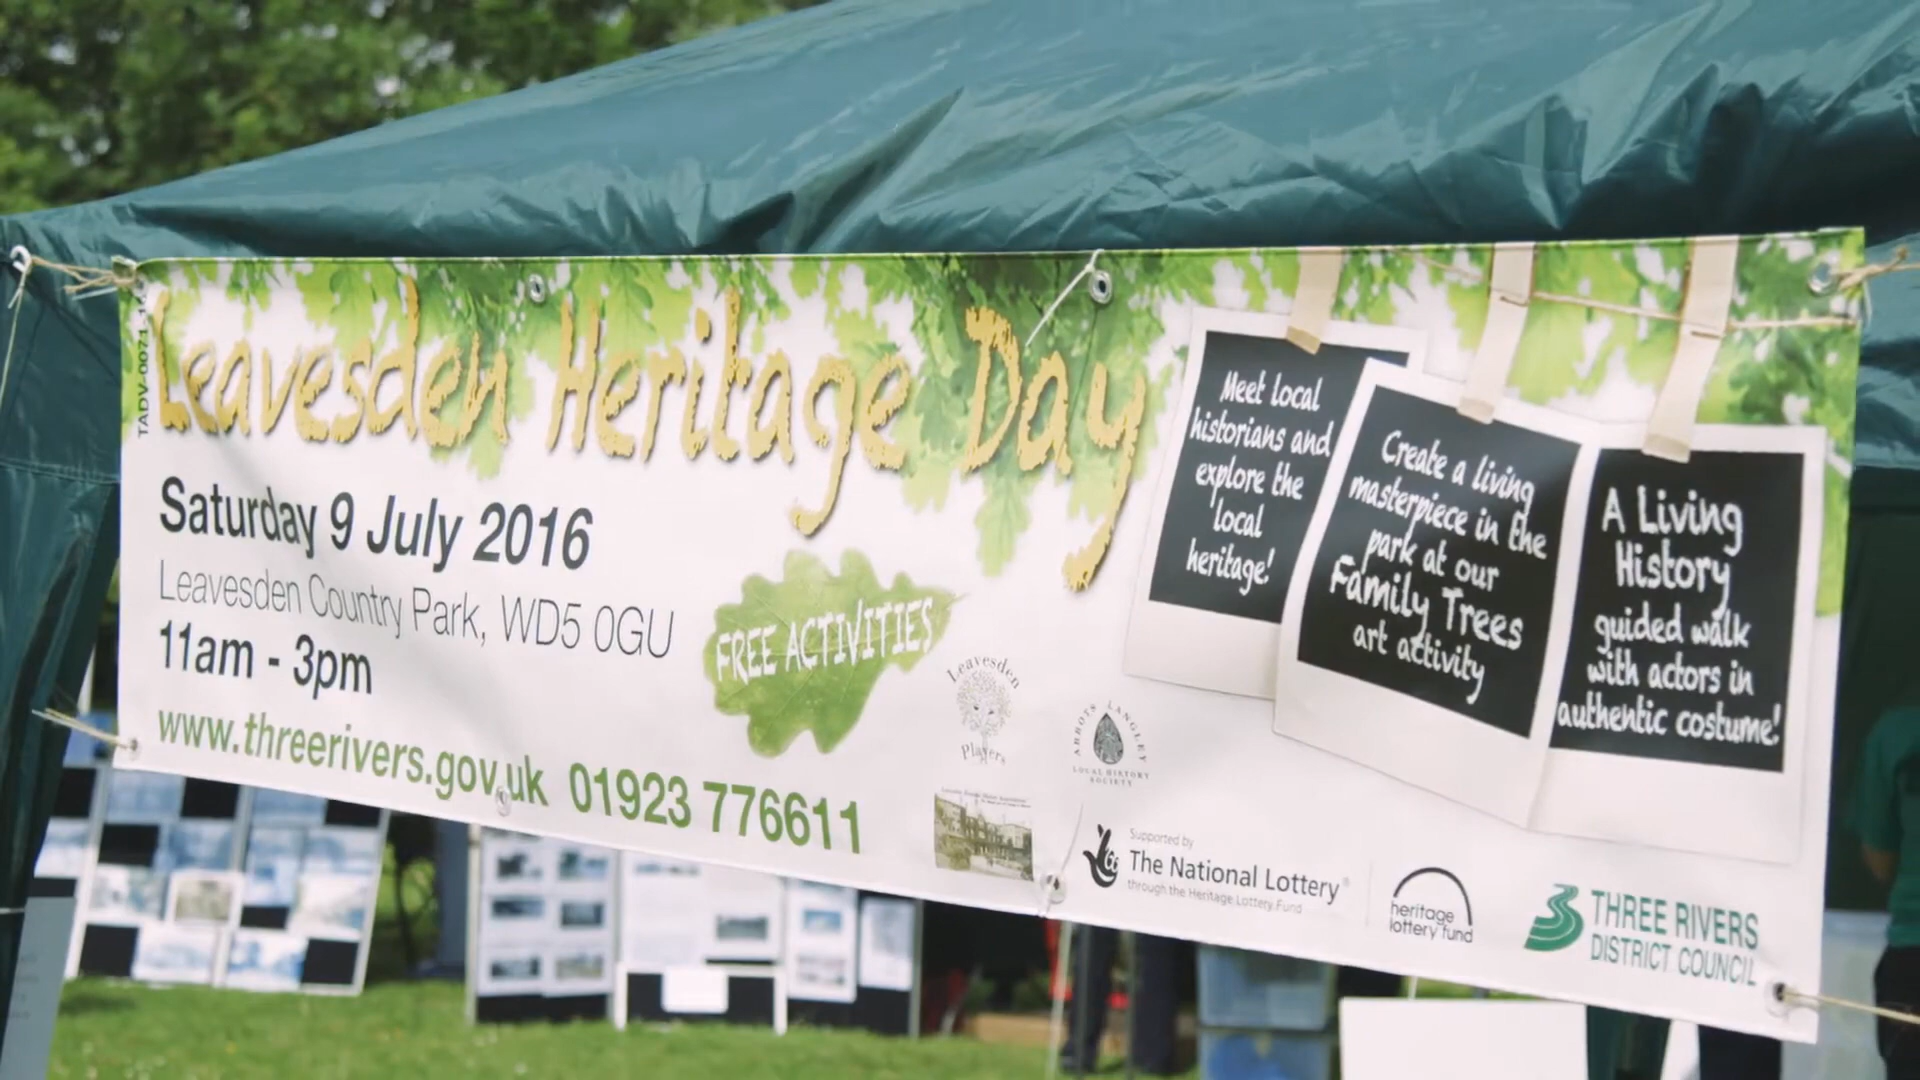 TADV-0071_1
Leavesden Heritage Day
Saturday 9 July 2016
Leavesden Country Park, WD5 0GU
11am - 3pm
www.threerivers.gov.uk 01923 776611
FREE ACTIVITIES
Leavesden
Players
ABBOTS LANGLEY
LOCAL HISTORY
SOCIETY
Meet local
historians and
explore the
local
heritage!
Create a living
masterpiece in the
park at our
Family Trees
art activity
A Living
History
guided walk
with actors in
authentic costume!
Supported by
The National Lottery®
through the Heritage Lottery Fund
heritage
lottery fund
THREE RIVERS
DISTRICT COUNCIL